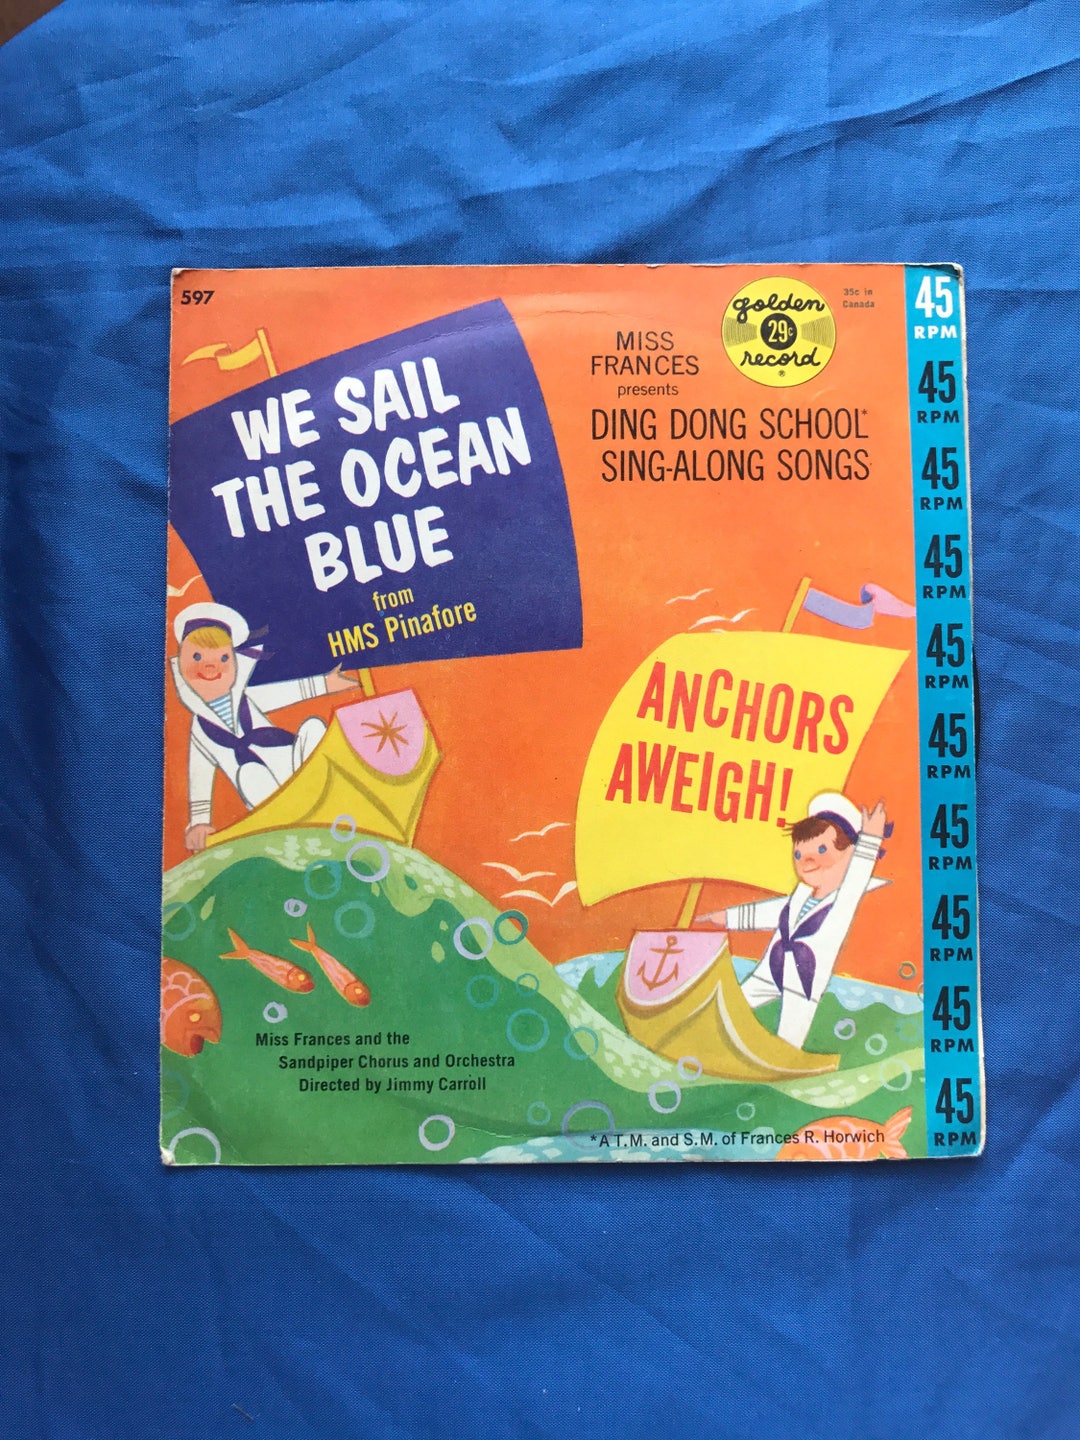 597
WE SAIL
THE OCEAN
BLUE
from
HMS Pinafore
MISS
FRANCES
presents
DING DONG SCHOOL*
SING-ALONG SONGS
golden
29c
record
®
35c in
Canada
ANCHORS
AWEIGH!
Miss Frances and the
Sandpiper Chorus and Orchestra
Directed by Jimmy Carroll
*A T.M. and S.M. of Frances R. Horwich
45
RPM
45
RPM
45
RPM
45
RPM
45
RPM
45
RPM
45
RPM
45
RPM
45
RPM
45
RPM